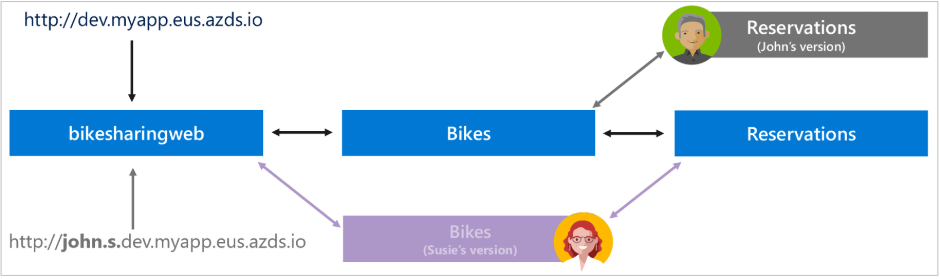 http://dev.myapp.eus.azds.io
Reservations
(John's version)
bikesharingweb
Bikes
Reservations
http://john.s.dev.myapp.eus.azds.io
Bikes
(Susie's version)